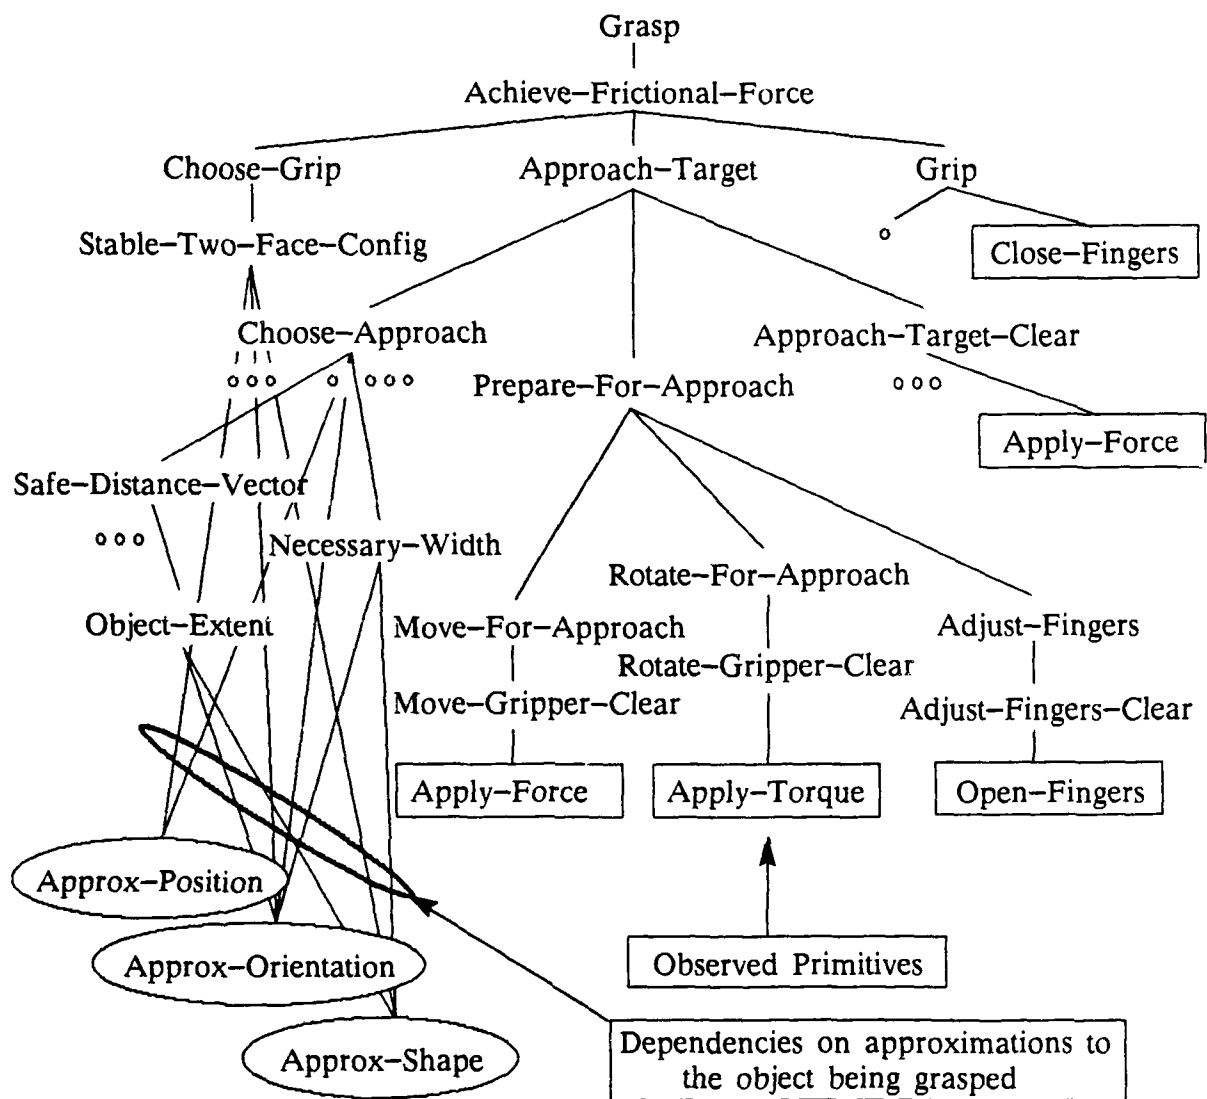 Grasp
Achieve–Frictional–Force
Choose–Grip
Approach–Target
Grip
Stable–Two–Face–Config
Close–Fingers
Choose–Approach
Approach–Target–Clear
Prepare–For–Approach
Apply–Force
Safe–Distance–Vector
Necessary–Width
Rotate–For–Approach
Object–Extent
Move–For–Approach
Adjust–Fingers
Rotate–Gripper–Clear
Move–Gripper–Clear
Adjust–Fingers–Clear
Apply–Force
Apply–Torque
Open–Fingers
Approx–Position
Approx–Orientation
Observed Primitives
Approx–Shape
Dependencies on approximations to
the object being grasped